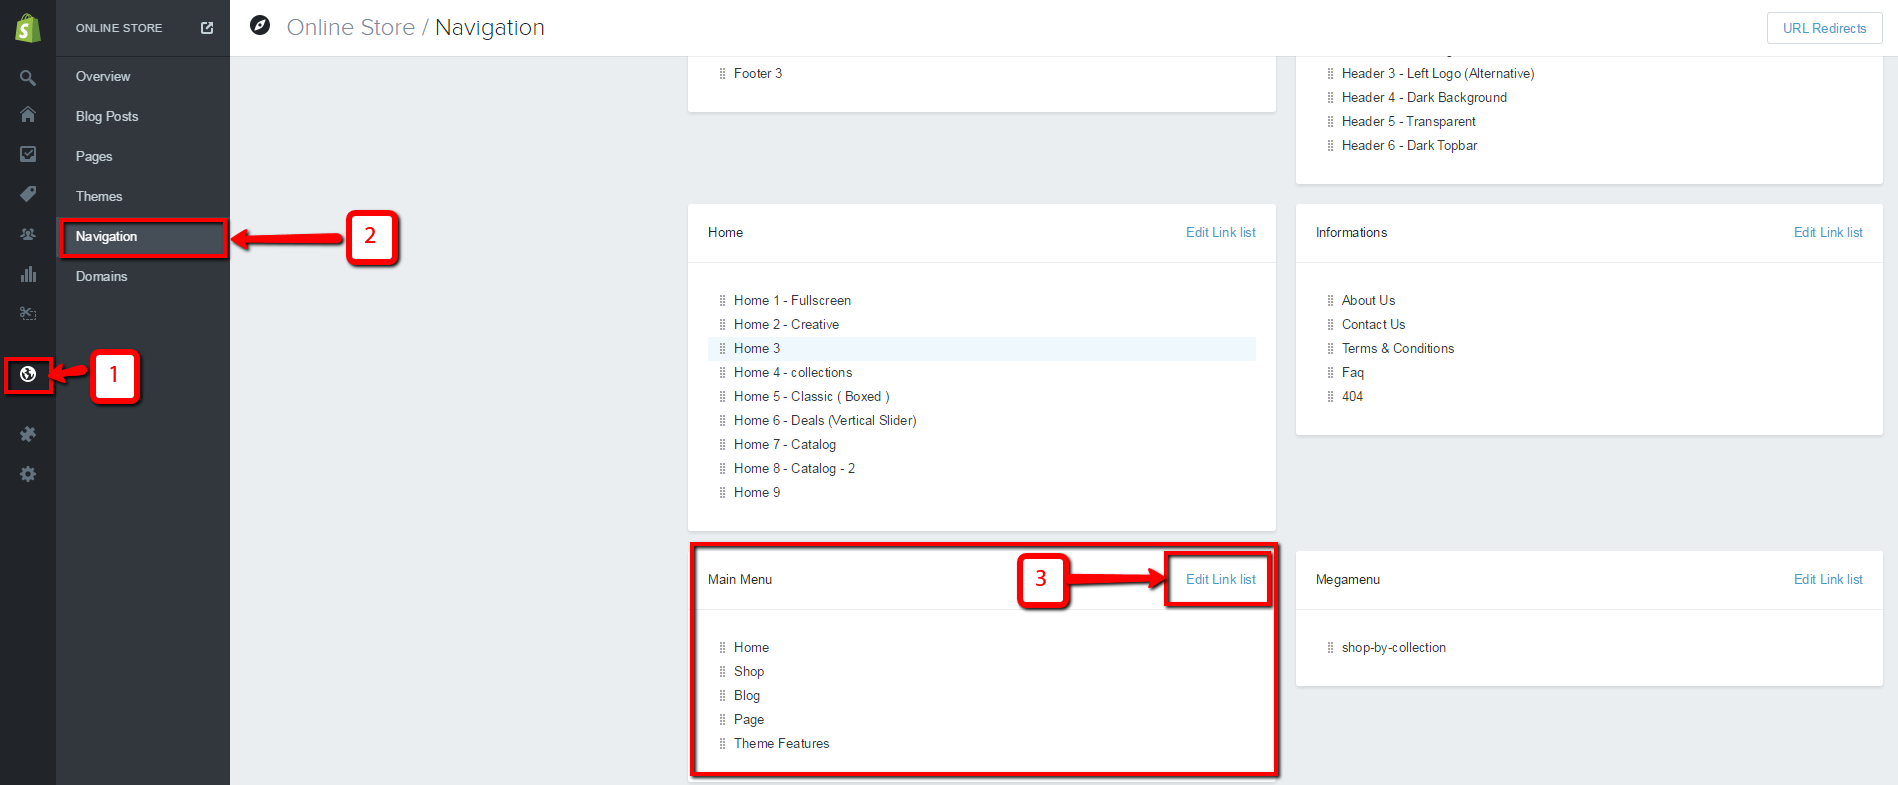 ONLINE STORE
Overview
Blog Posts
Pages
Themes
Navigation
Domains
1
2
Online Store / Navigation
URL Redirects
Footer 3
Header 3 - Left Logo (Alternative)
Header 4 - Dark Background
Header 5 - Transparent
Header 6 - Dark Topbar
Home Edit Link list
Home 1 - Fullscreen
Home 2 - Creative
Home 3
Home 4 - collections
Home 5 - Classic ( Boxed )
Home 6 - Deals (Vertical Slider)
Home 7 - Catalog
Home 8 - Catalog - 2
Home 9
Informations Edit Link list
About Us
Contact Us
Terms & Conditions
Faq
404
Main Menu 3 Edit Link list
Home
Shop
Blog
Page
Theme Features
Megamenu Edit Link list
shop-by-collection